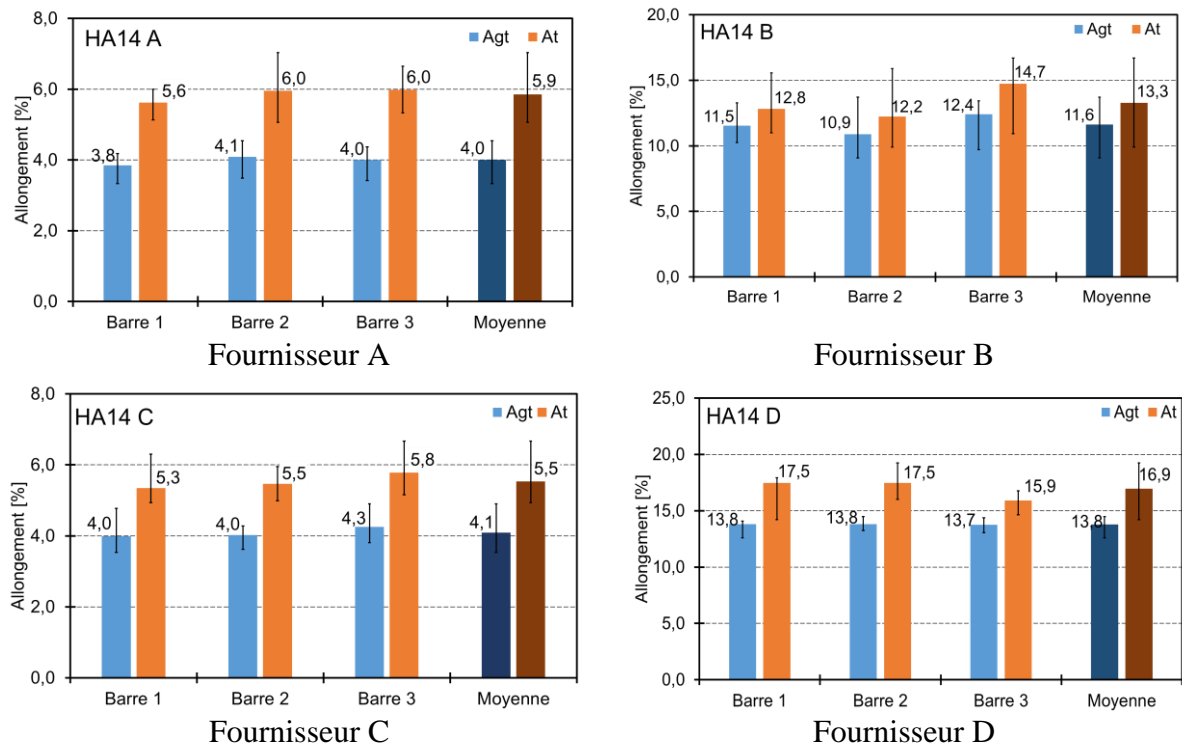 HA14 A
Agt At
Allongement [%]
8,0
6,0
4,0
2,0
0,0
3,8 5,6 4,1 6,0 4,0 6,0 4,0 5,9
Barre 1 Barre 2 Barre 3 Moyenne
Fournisseur A
HA14 B
Agt At
Allongement [%]
20,0
15,0
10,0
5,0
0,0
11,5 12,8 10,9 12,2 12,4 14,7 11,6 13,3
Barre 1 Barre 2 Barre 3 Moyenne
Fournisseur B
HA14 C
Agt At
Allongement [%]
8,0
6,0
4,0
2,0
0,0
4,0 5,3 4,0 5,5 4,3 5,8 4,1 5,5
Barre 1 Barre 2 Barre 3 Moyenne
Fournisseur C
HA14 D
Agt At
Allongement [%]
25,0
20,0
15,0
10,0
5,0
0,0
13,8 17,5 13,8 17,5 13,7 15,9 13,8 16,9
Barre 1 Barre 2 Barre 3 Moyenne
Fournisseur D